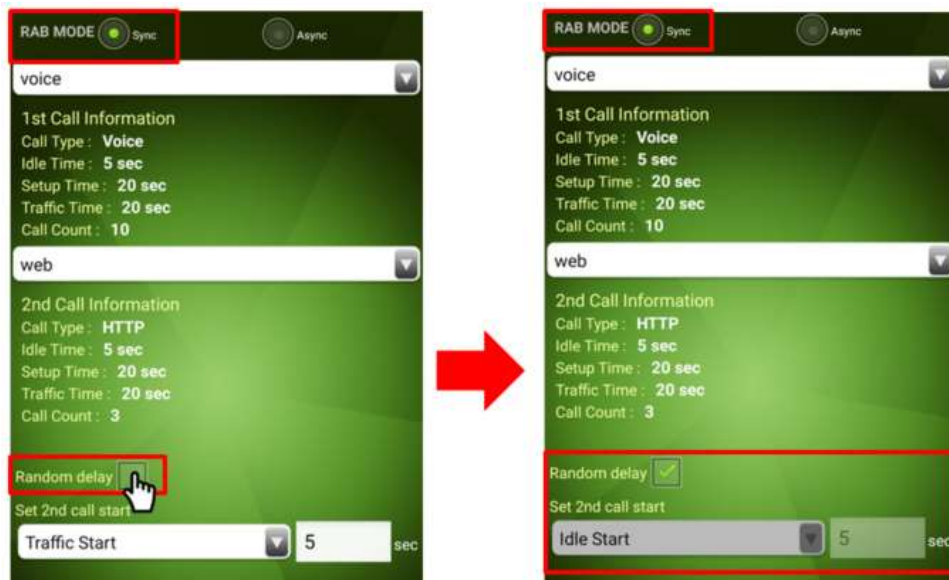 RAB MODE Sync Async
voice
1st Call Information
Call Type : Voice
Idle Time : 5 sec
Setup Time : 20 sec
Traffic Time : 20 sec
Call Count : 10
web
2nd Call Information
Call Type : HTTP
Idle Time : 5 sec
Setup Time : 20 sec
Traffic Time : 20 sec
Call Count : 3
Random delay
Set 2nd call start
Traffic Start 5 sec
RAB MODE Sync Async
voice
1st Call Information
Call Type : Voice
Idle Time : 5 sec
Setup Time : 20 sec
Traffic Time : 20 sec
Call Count : 10
web
2nd Call Information
Call Type : HTTP
Idle Time : 5 sec
Setup Time : 20 sec
Traffic Time : 20 sec
Call Count : 3
Random delay
Set 2nd call start
Idle Start 5 sec